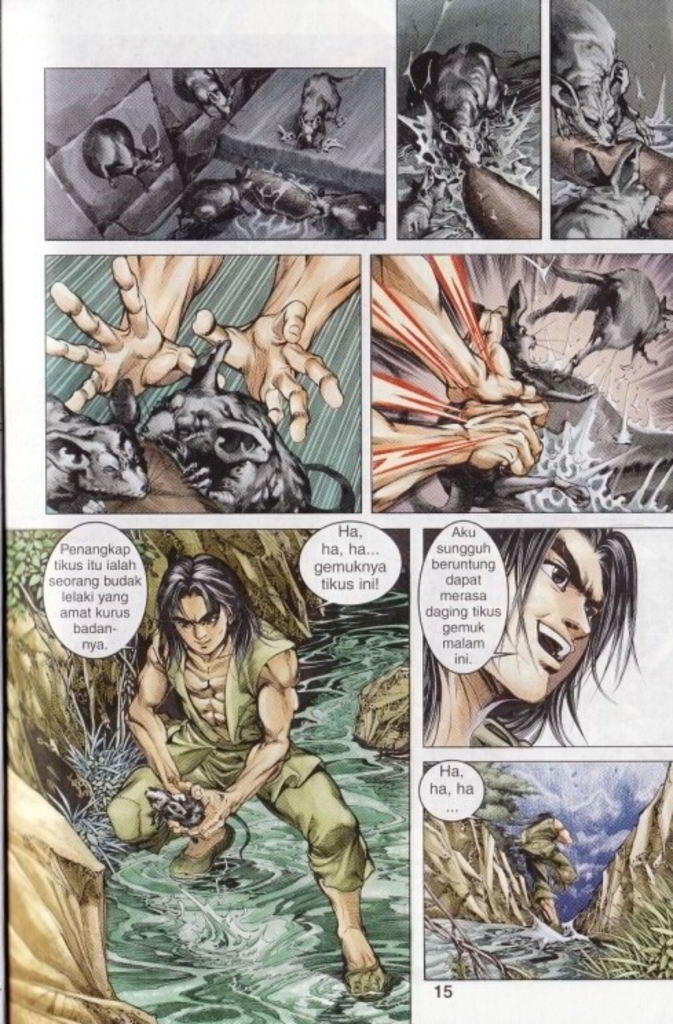 Penangkap
tikus itu ialah
seorang budak
lelaki yang
amat kurus
badan-
nya.
Ha,
ha, ha...
gemuknya
tikus ini!
Aku
sungguh
beruntung
dapat
merasa
daging tikus
gemuk
malam
ini.
Ha,
ha, ha
...
15